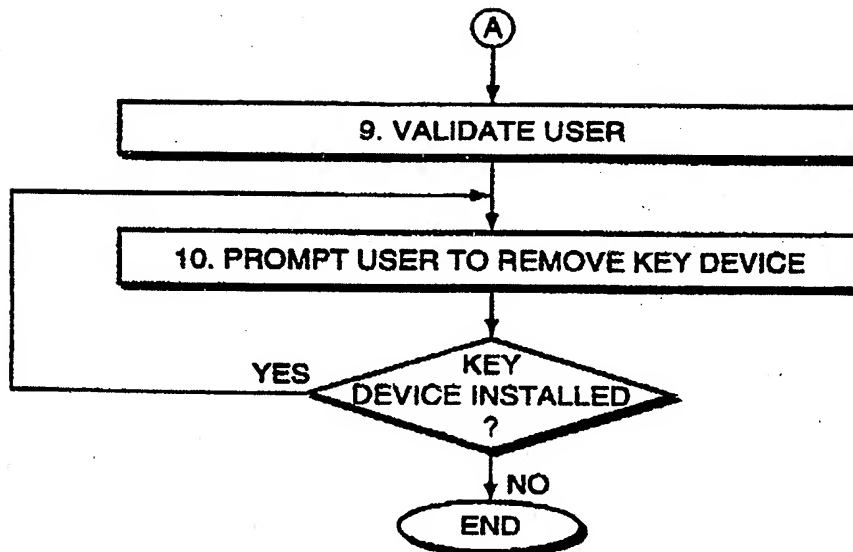 A
9. VALIDATE USER
10. PROMPT USER TO REMOVE KEY DEVICE
YES
KEY
DEVICE INSTALLED
?
NO
END